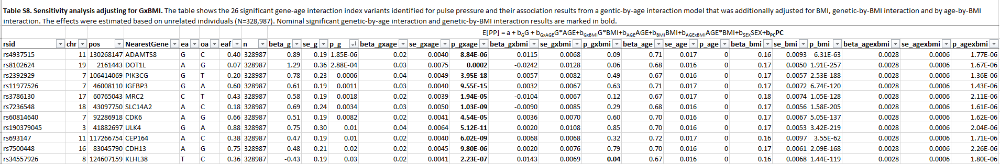 Table S8. Sensitivity analysis adjusting for GxBMI. The table shows the 26 significant gene-age interaction index variants identified for pulse pressure and their association results from a gentic-by-age interaction model that was additionally adjusted for BMI, genetic-by-BMI interaction and by age-by-BMI
interaction. The effects were estimated based on unrelated individuals (N=328,987). Nominal significant genetic-by-age interaction and genetic-by-BMI interaction results are marked in bold.
E[PP] = a + bGG + bGxAGEG*AGE+bGxBMIG*BMI+bAGEAGE+bBMIBMI+bAGExBMIAGE*BMI+bSEXSEX+bPCPC
rsid chr pos NearestGene ea oa eaf n beta_g se_g p_g beta_gxage se_gxage p_gxage beta_gxbmi se_gxbmi p_gxbmi beta_age se_age p_age beta_bmi se_bmi p_bmi beta_agexbmi se_agexbmi p_agexbmi
rs4937515 11 130268147 ADAMTS8 G C 0.40 328987 0.89 0.19 1.85E-06 0.02 0.0040 8.84E-06 0.0115 0.0068 0.09 0.71 0.017 0 0.16 0.0093 6.31E-63 0.0028 0.0006 1.77E-06
rs8102624 19 2161443 DOT1L A G 0.07 328987 1.29 0.36 2.88E-04 0.03 0.0075 0.0002 -0.0242 0.0128 0.06 0.68 0.016 0 0.17 0.0050 1.91E-257 0.0028 0.0006 1.67E-06
rs2392929 7 106414069 PIK3CG G T 0.20 328987 0.78 0.23 0.0006 0.04 0.0049 3.95E-18 0.0057 0.0082 0.49 0.67 0.016 0 0.17 0.0057 2.53E-188 0.0028 0.0006 1.36E-06
rs11977526 7 46008110 IGFBP3 G A 0.60 328987 0.61 0.19 0.0011 0.03 0.0040 9.55E-15 0.0032 0.0067 0.63 0.71 0.017 0 0.17 0.0072 6.74E-120 0.0028 0.0006 1.43E-06
rs3786130 17 60765043 MRC2 C T 0.43 328987 0.58 0.19 0.0018 0.02 0.0039 1.94E-05 -0.0104 0.0067 0.12 0.67 0.017 0 0.18 0.0074 1.05E-128 0.0028 0.0006 2.11E-06
rs7236548 18 43097750 SLC14A2 A C 0.18 328987 0.69 0.24 0.0034 0.03 0.0050 1.03E-09 -0.0090 0.0085 0.29 0.68 0.016 0 0.17 0.0056 1.58E-205 0.0028 0.0006 1.61E-06
rs60814640 7 92286918 CDK6 A G 0.66 328987 0.51 0.19 0.0082 0.02 0.0041 4.54E-05 0.0036 0.0070 0.60 0.70 0.016 0 0.17 0.0067 5.05E-137 0.0028 0.0006 1.62E-06
rs190379045 3 41882697 ULK4 G A 0.88 328987 0.75 0.30 0.01 0.04 0.0064 5.12E-11 0.0020 0.0108 0.85 0.70 0.016 0 0.17 0.0053 3.42E-219 0.0028 0.0006 2.04E-06
rs693147 11 117266754 CEP164 A C 0.38 328987 0.47 0.19 0.01 0.02 0.0040 6.02E-09 0.0068 0.0068 0.32 0.72 0.017 0 0.16 0.0097 3.55E-62 0.0028 0.0006 1.71E-06
rs7500448 16 83045790 CDH13 A G 0.75 328987 0.48 0.21 0.02 0.02 0.0045 9.80E-06 0.0020 0.0076 0.79 0.70 0.016 0 0.17 0.0061 2.09E-168 0.0028 0.0006 2.26E-06
rs34557926 8 124607159 KLHL38 T C 0.36 328987 -0.43 0.19 0.03 0.02 0.0041 2.23E-07 0.0143 0.0069 0.04 0.67 0.016 0 0.16 0.0068 1.44E-119 0.0028 0.0006 1.80E-06